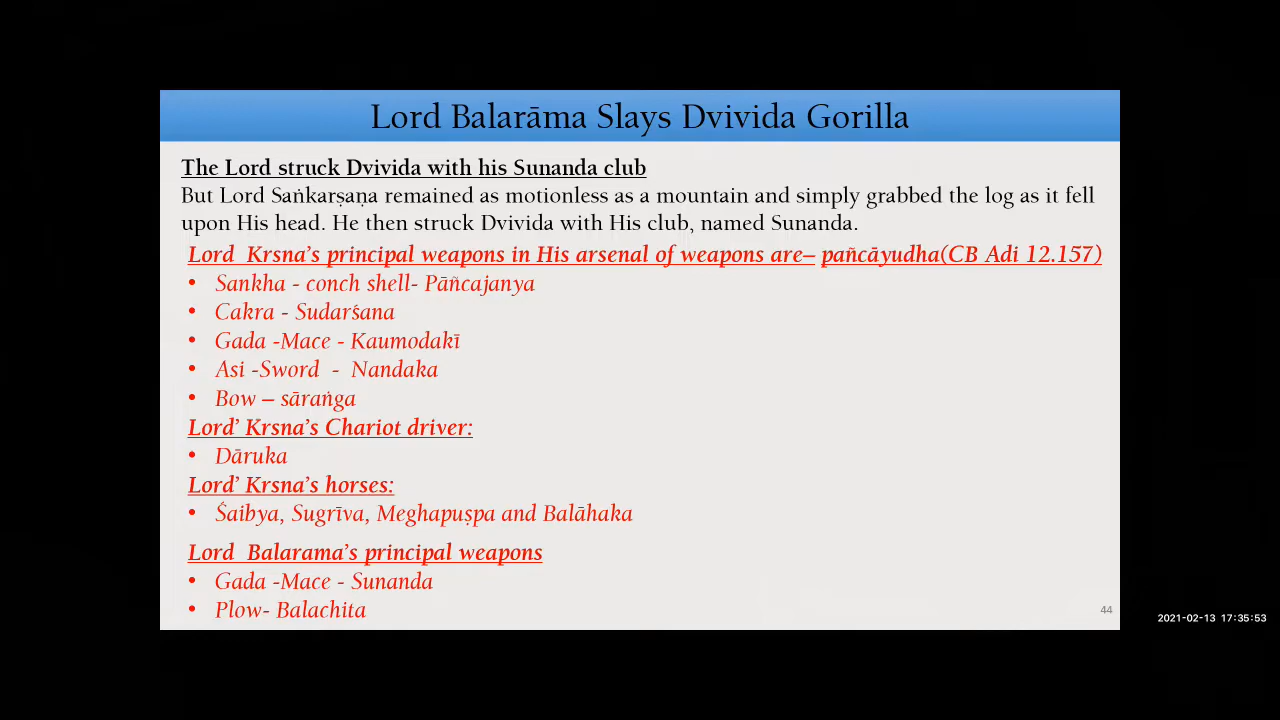 Lord Balarāma Slays Dvivida Gorilla
The Lord struck Dvivida with his Sunanda club
But Lord Saṅkarṣaṇa remained as motionless as a mountain and simply grabbed the log as it fell
upon His head. He then struck Dvivida with His club, named Sunanda.
Lord  Krsna’s principal weapons in His arsenal of weapons are– pañcāyudha(CB Adi 12.157)
• Sankha - conch shell- Pāñcajanya
• Cakra - Sudarśana
• Gada -Mace - Kaumodakī
• Asi -Sword  -  Nandaka
• Bow – sāraṅga
Lord’ Krsna’s Chariot driver:
• Dāruka
Lord’ Krsna’s horses:
• Śaibya, Sugrīva, Meghapuṣpa and Balāhaka
Lord  Balarama’s principal weapons
• Gada -Mace - Sunanda
• Plow- Balachita
44
2021-02-13 17:35:53